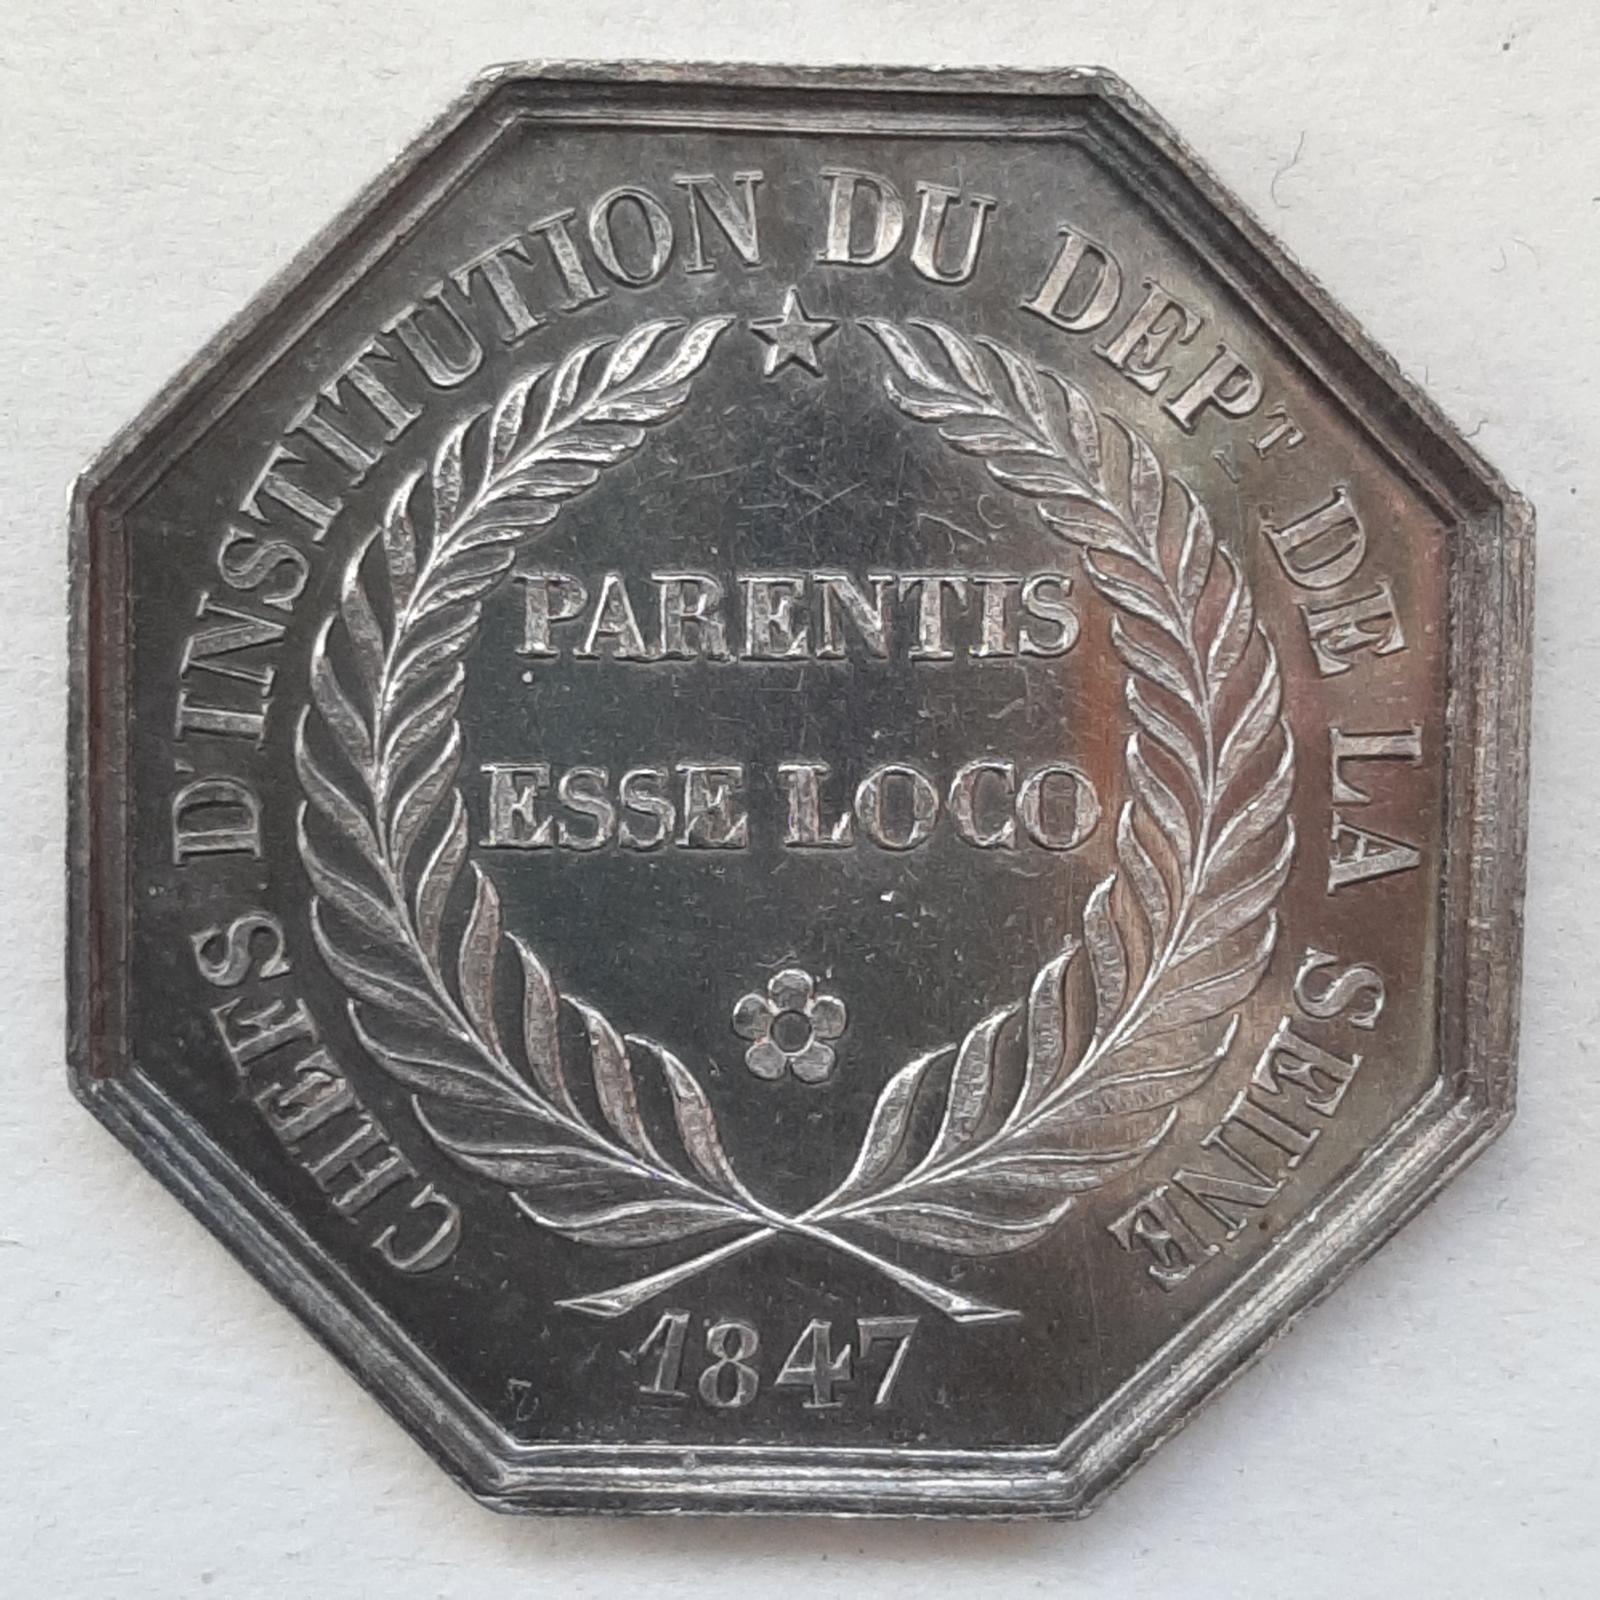 CHEFS D'INSTITUTION DU DEPT DE LA SEINE
PARENTIS
ESSE LOCO
1847